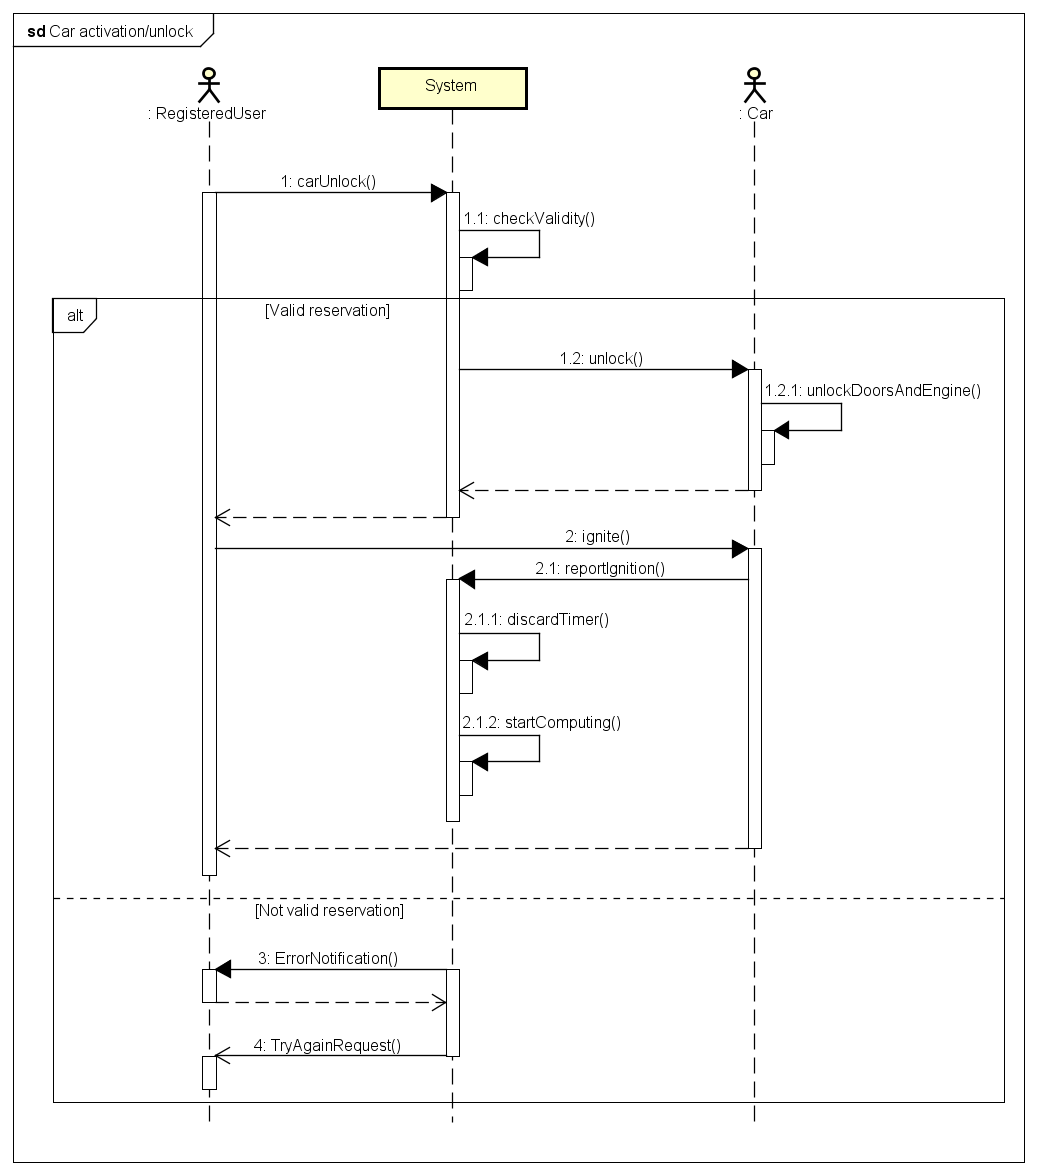 sd Car activation/unlock
System
: RegisteredUser
: Car
1: carUnlock()
1.1: checkValidity()
alt
[Valid reservation]
1.2: unlock()
1.2.1: unlockDoorsAndEngine()
2: ignite()
2.1: reportIgnition()
2.1.1: discardTimer()
2.1.2: startComputing()
[Not valid reservation]
3: ErrorNotification()
4: TryAgainRequest()